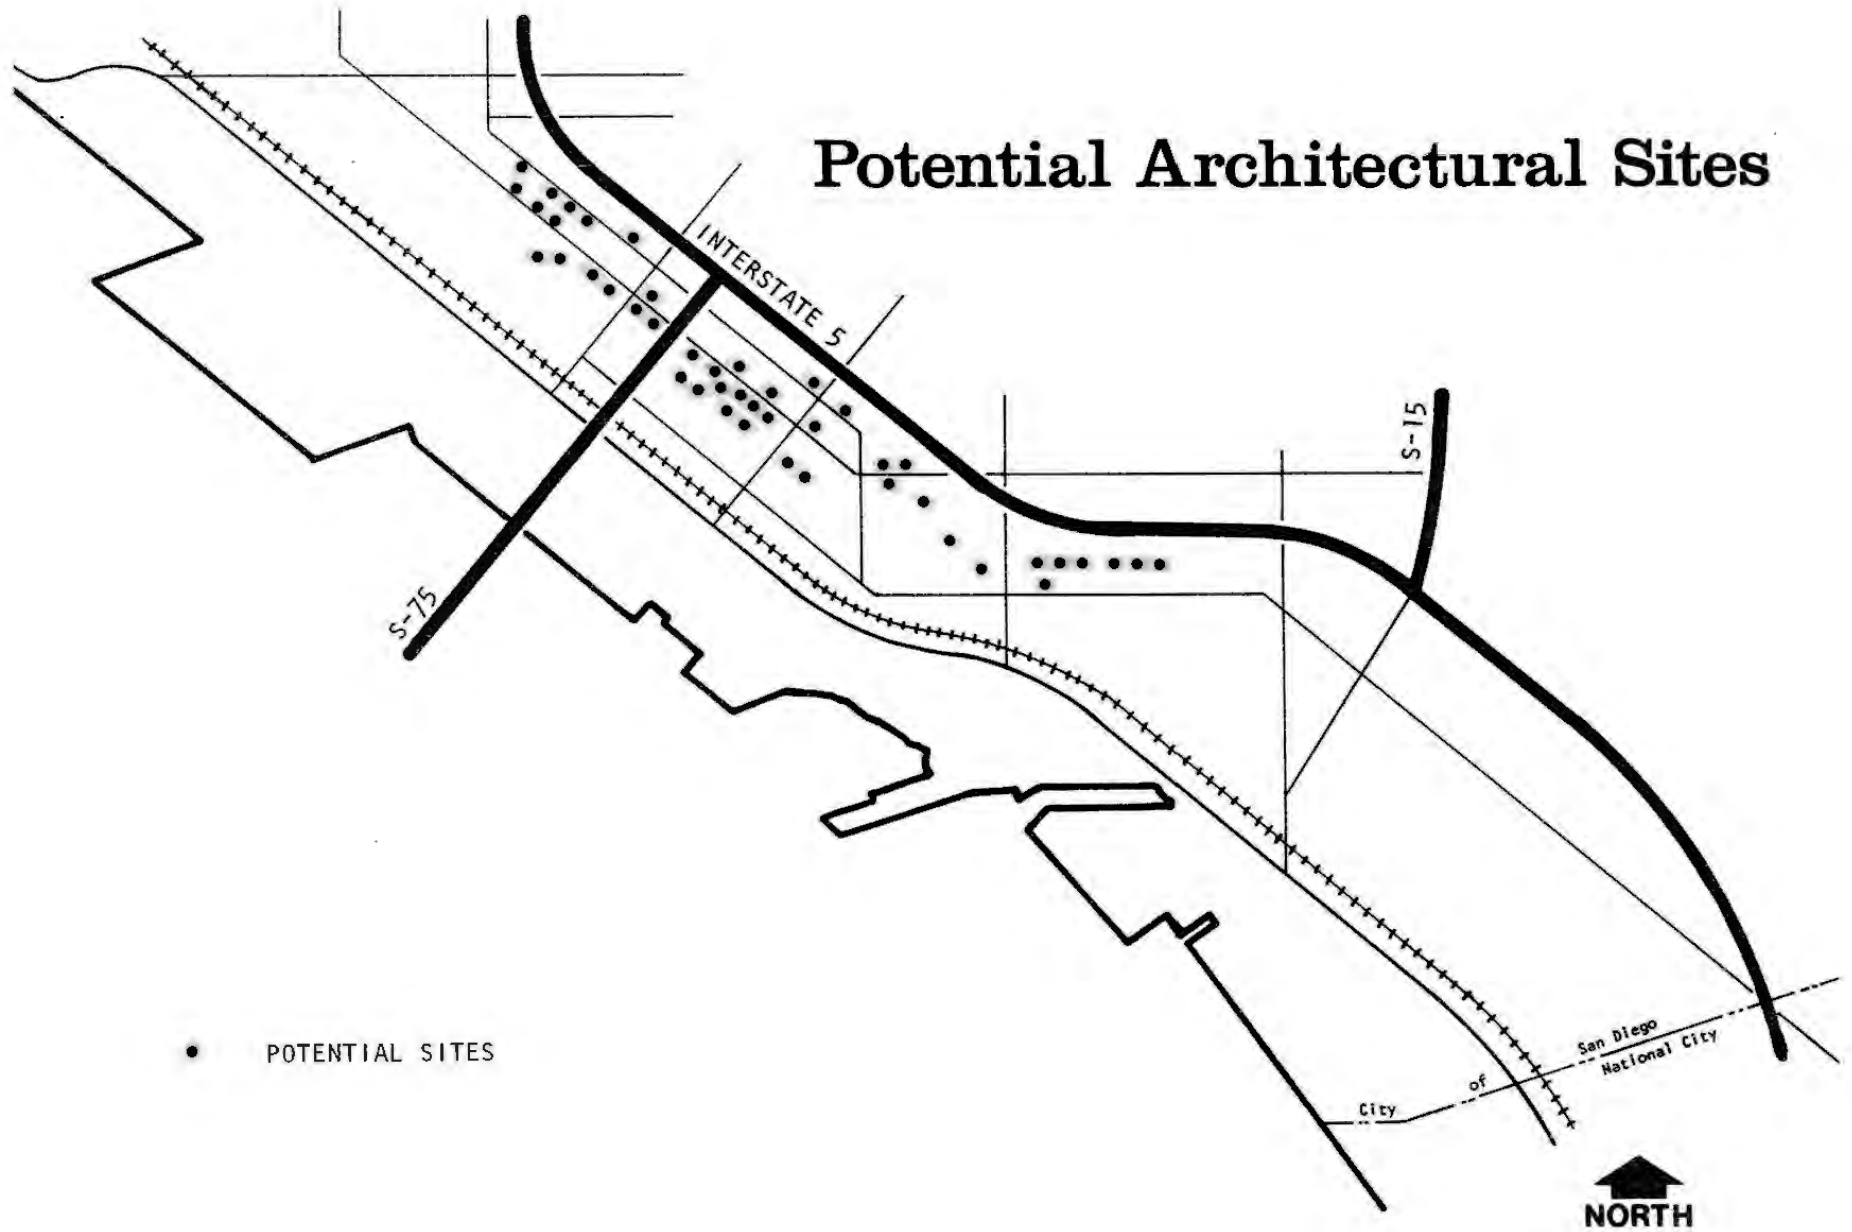 Potential Architectural Sites
INTERSTATE 5
S-15
S-75
POTENTIAL SITES
San Diego
City of
National City
NORTH